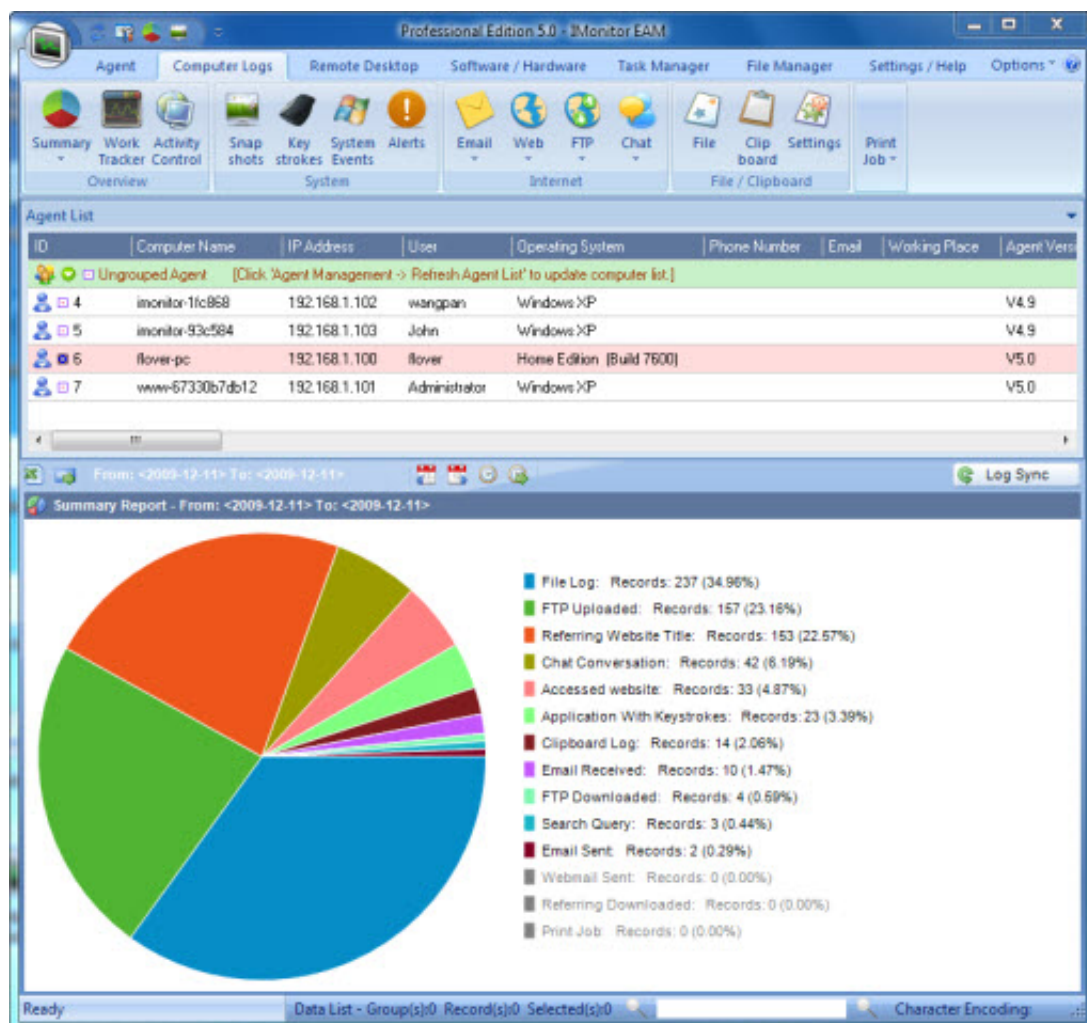 Professional Edition 5.0 - IMonitor EAM
Agent Computer Logs Remote Desktop Software / Hardware Task Manager File Manager Settings / Help Options
Summary Work Tracker Activity Control Snap shots Key strokes System Events Alerts Email Web FTP Chat File Clip board Settings Print Job
Overview System Internet File / Clipboard
Agent List
ID Computer Name IP Address User Operating System Phone Number Email Working Place Agent Versi
Ungrouped Agent [Click 'Agent Management -> Refresh Agent List' to update computer list.]
4 imonitor-1fc868 192.168.1.102 wangpan Windows XP V4.9
5 imonitor-93c584 192.168.1.103 John Windows XP V4.9
6 flover-pc 192.168.1.100 flover Home Edition (Build 7600) V5.0
7 www-67330b7db12 192.168.1.101 Administrator Windows XP V5.0
From: <2009-12-11> To: <2009-12-11> Log Sync
Summary Report - From: <2009-12-11> To: <2009-12-11>
File Log: Records: 237 (34.96%)
FTP Uploaded: Records: 157 (23.16%)
Referring Website Title: Records: 153 (22.57%)
Chat Conversation: Records: 42 (6.19%)
Accessed website: Records: 33 (4.87%)
Application With Keystrokes: Records: 23 (3.39%)
Clipboard Log: Records: 14 (2.06%)
Email Received: Records: 10 (1.47%)
FTP Downloaded: Records: 4 (0.59%)
Search Query: Records: 3 (0.44%)
Email Sent: Records: 2 (0.29%)
Webmail Sent: Records: 0 (0.00%)
Referring Downloaded: Records: 0 (0.00%)
Print Job: Records: 0 (0.00%)
Ready Data List - Group(s):0 Record(s):0 Selected(s):0 Character Encoding: